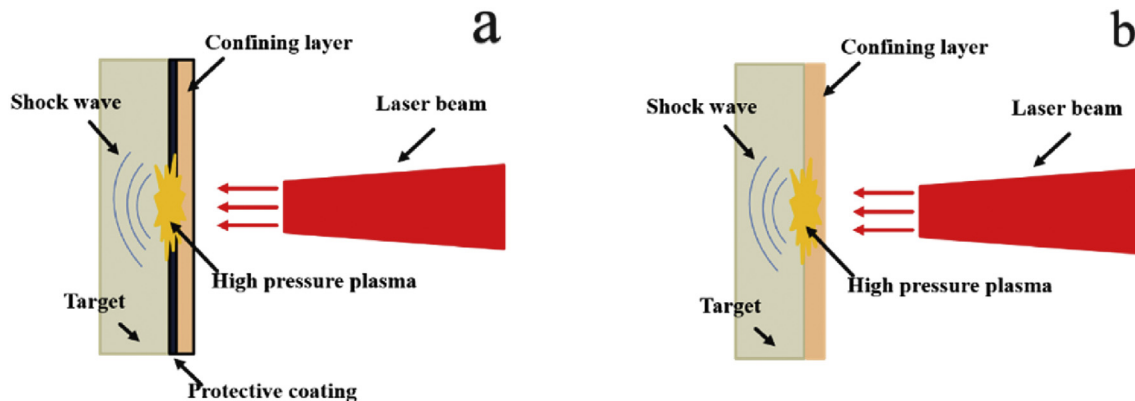 a
Confining layer
Shock wave
Laser beam
High pressure plasma
Target
Protective coating
b
Confining layer
Shock wave
Laser beam
High pressure plasma
Target